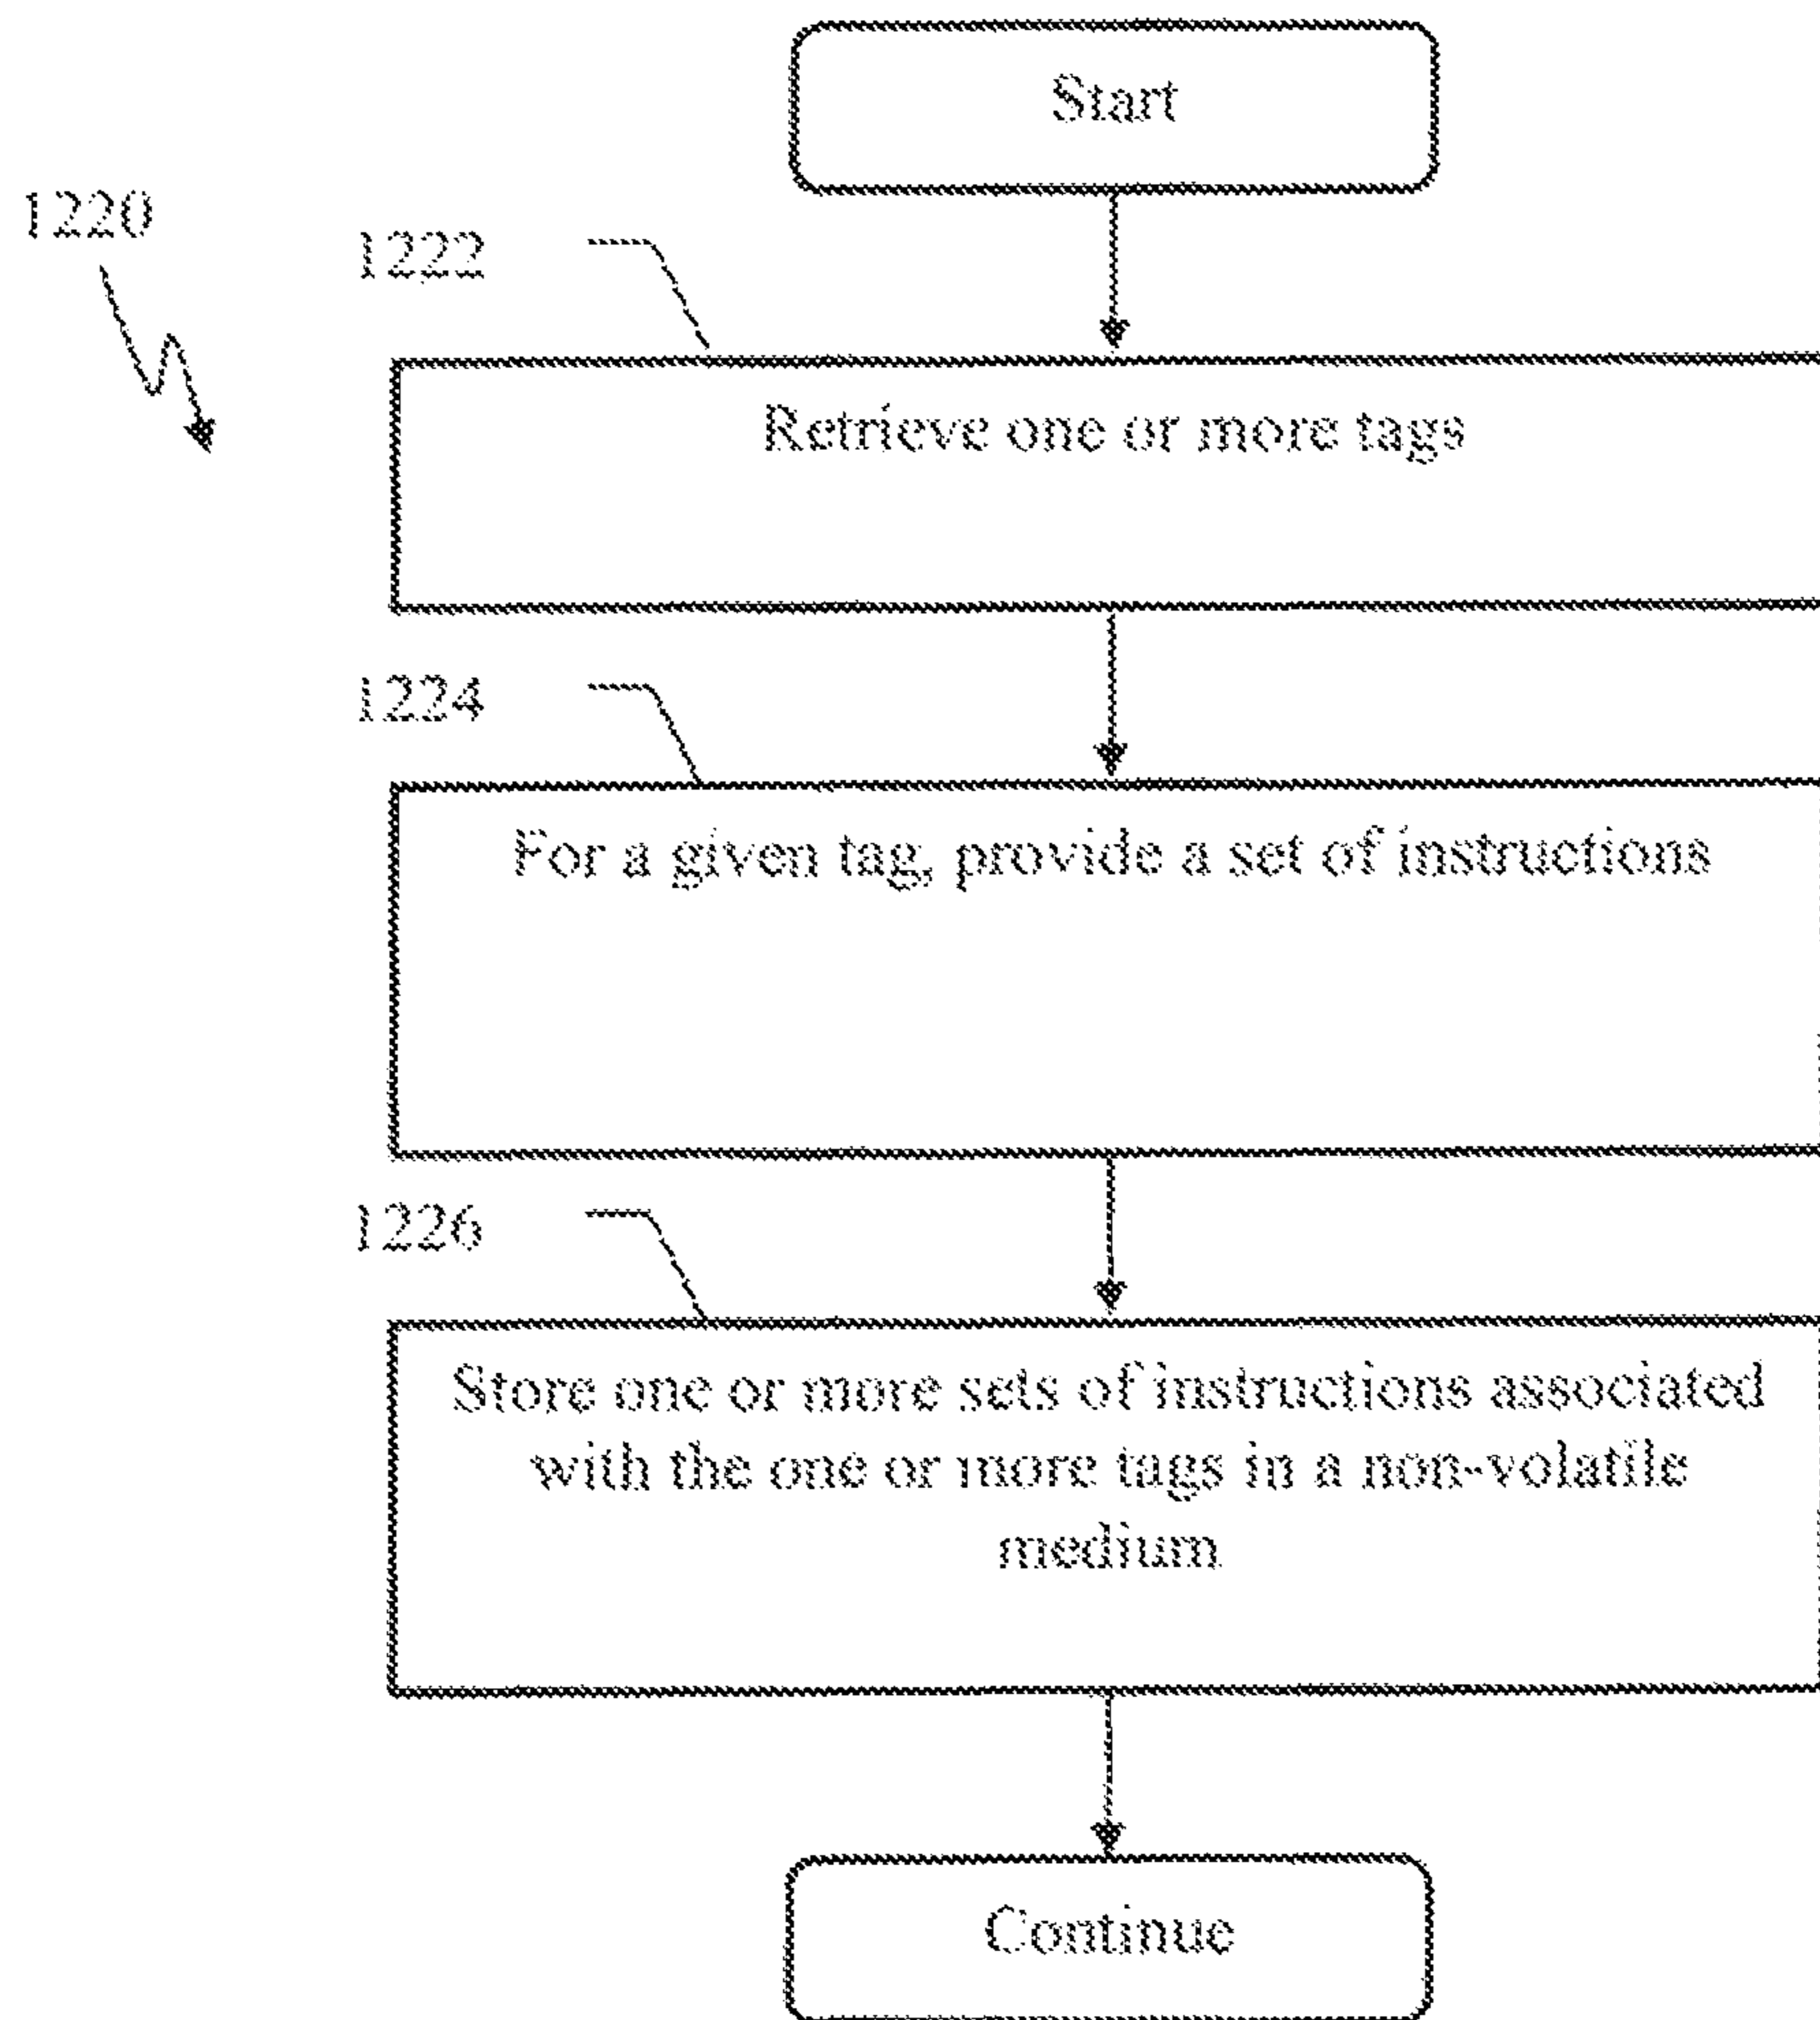 Start
1220
1222
Retrieve one or more tags
1224
For a given tag, provide a set of instructions
1226
Store one or more sets of instructions associated
with the one or more tags in a non-volatile
medium
Continue